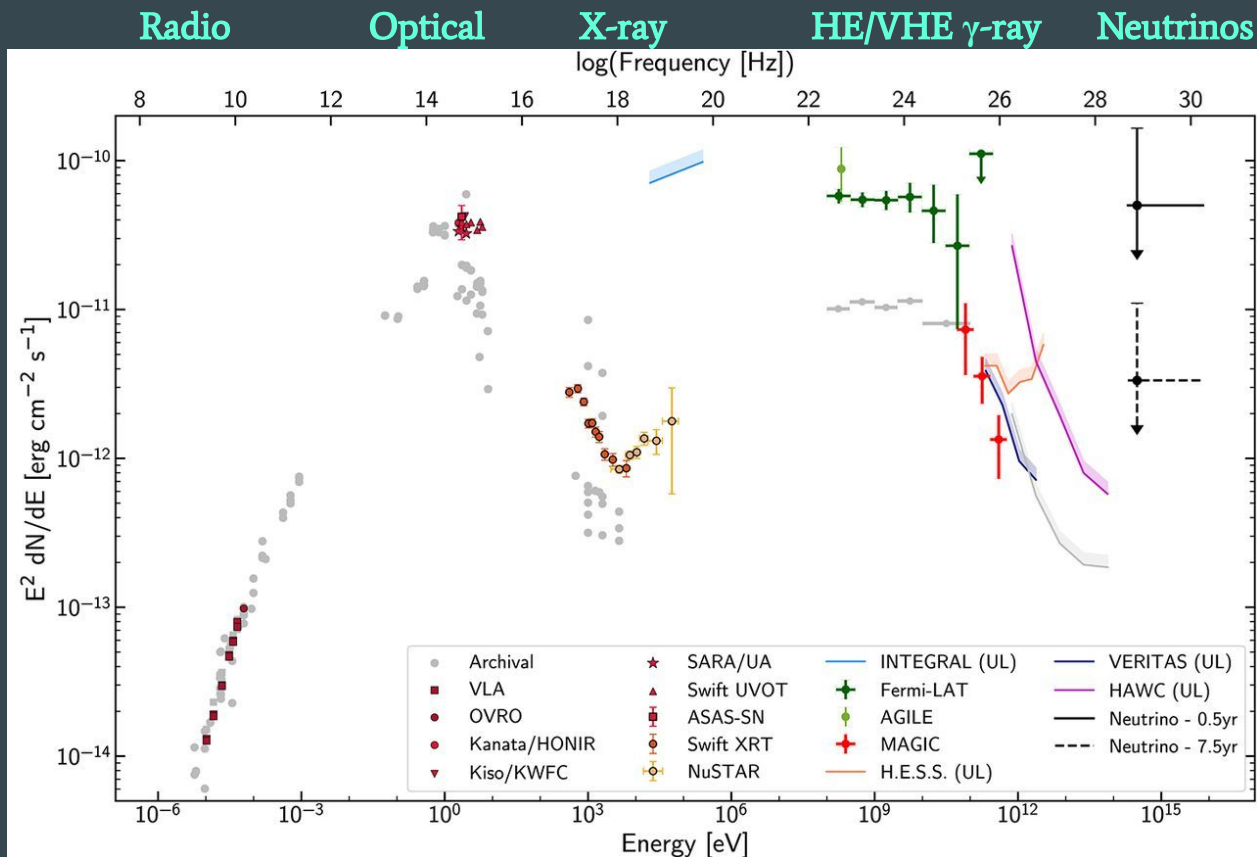 Radio Optical X-ray HE/VHE γ-ray Neutrinos
log(Frequency [Hz])
8 10 12 14 16 18 20 22 24 26 28 30
10⁻¹⁰
10⁻¹¹
10⁻¹²
10⁻¹³
10⁻¹⁴
E² dN/dE [erg cm⁻² s⁻¹]
Archival SARA/UA INTEGRAL (UL) VERITAS (UL)
VLA Swift UVOT Fermi-LAT HAWC (UL)
OVRO ASAS-SN AGILE Neutrino - 0.5yr
Kanata/HONIR Swift XRT MAGIC Neutrino - 7.5yr
Kiso/KWFC NuSTAR H.E.S.S. (UL)
10⁻⁶ 10⁻³ 10⁰ 10³ 10⁶ 10⁹ 10¹² 10¹⁵
Energy [eV]